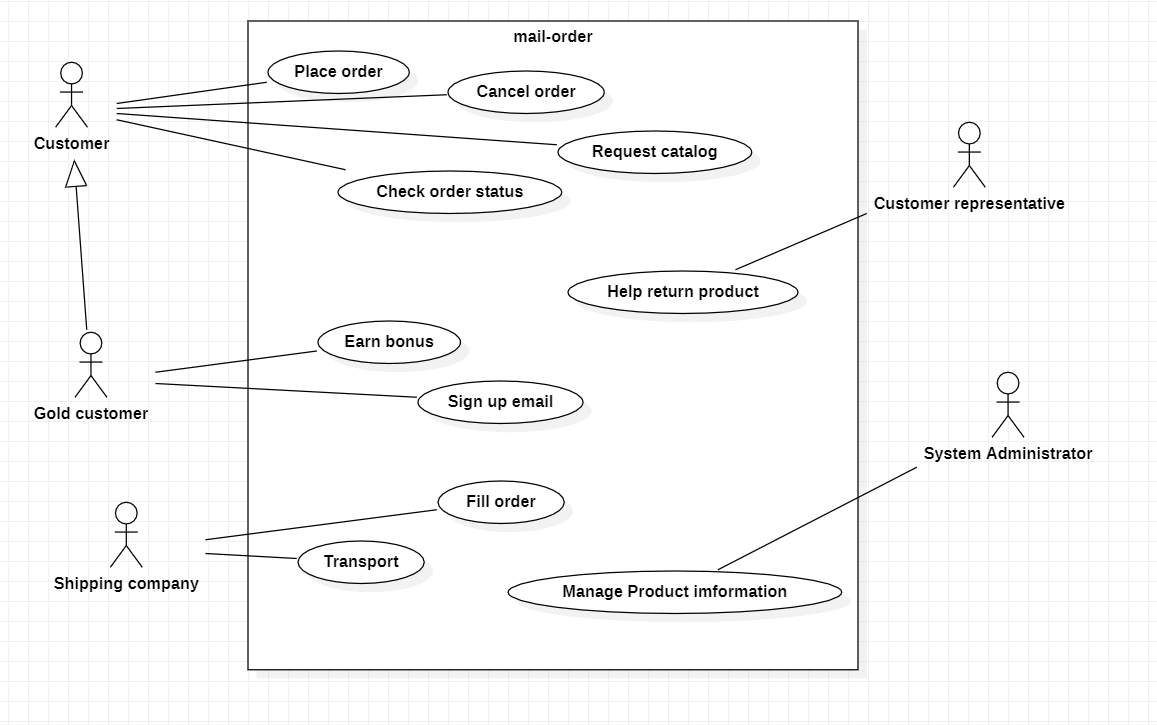 mail-order
Place order
Cancel order
Customer
Request catalog
Check order status
Customer representative
Help return product
Earn bonus
Sign up email
Gold customer
System Administrator
Fill order
Transport
Shipping company
Manage Product imformation